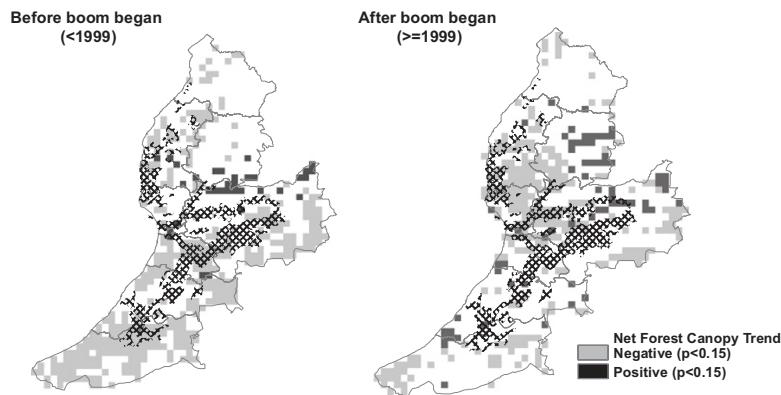 Before boom began
(<1999)
After boom began
(>=1999)
Net Forest Canopy Trend
Negative (p<0.15)
Positive (p<0.15)